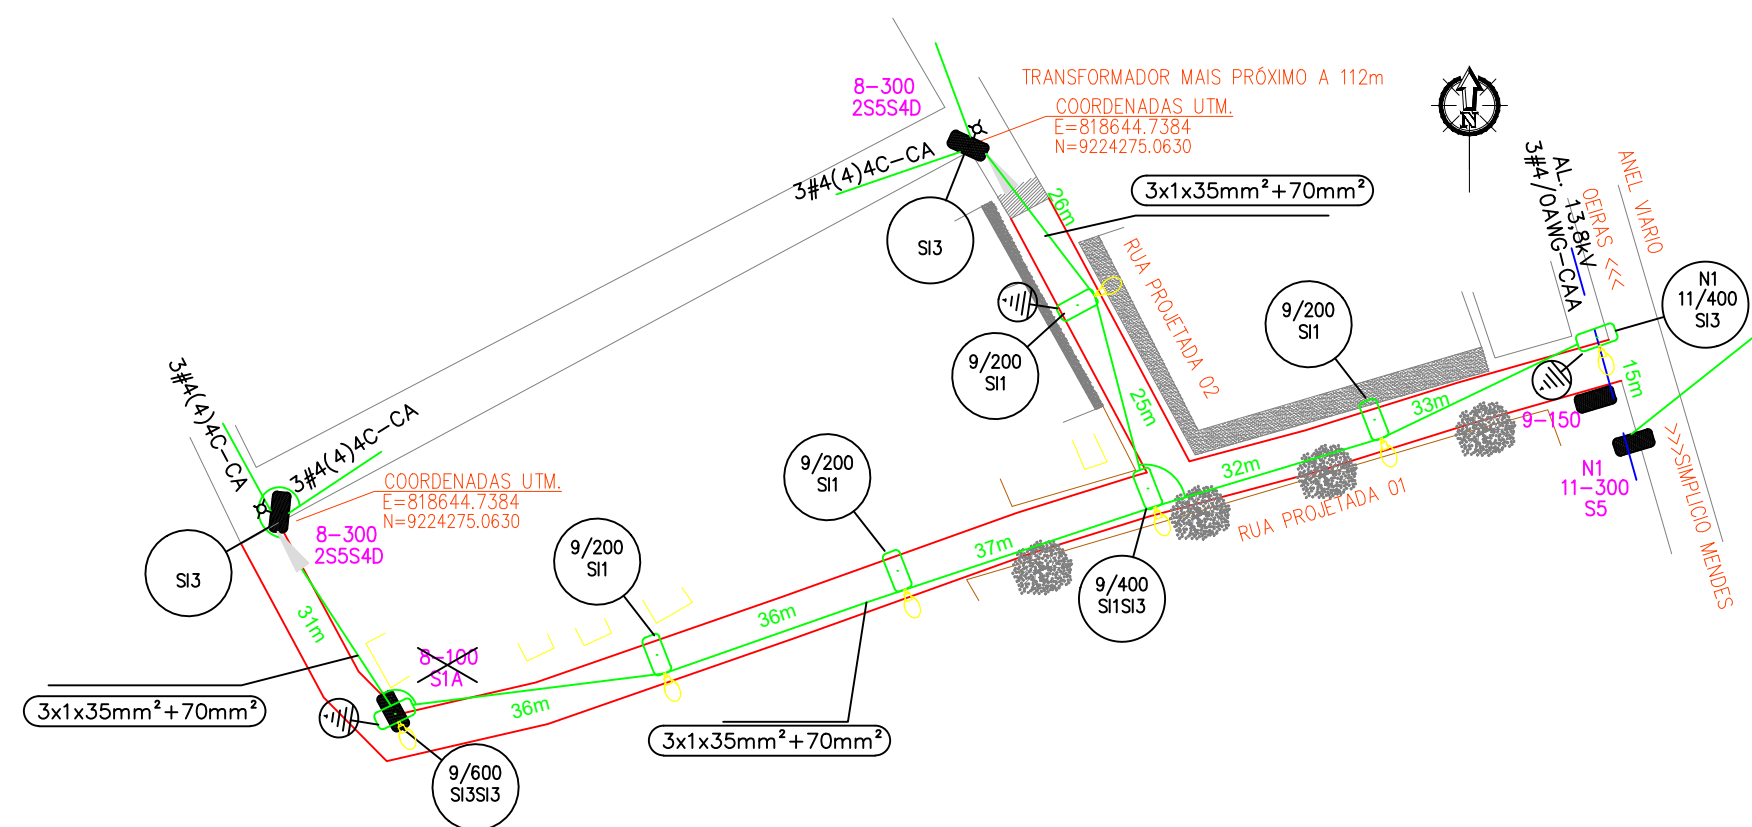 8-300
2S5S4D
TRANSFORMADOR MAIS PRÓXIMO A 112m
COORDENADAS UTM.
E=818644.7384
N=9224275.0630
N
3#4(4)4C-CA
SI3
26m
3x1x35mm²+70mm²
AL. 13,8kV
3#4/0AWG-CAA
OEIRAS <<<
ANEL VIARIO
N1
11/400
SI3
RUA PROJETADA 02
9/200
SI1
9/200
SI1
25m
33m
15m
9-150
32m
N1
11-300
S5
>>>SIMPLICIO MENDES
RUA PROJETADA 01
3#4(4)4C-CA
3#4(4)4C-CA
COORDENADAS UTM.
E=818644.7384
N=9224275.0630
8-300
2S5S4D
SI3
9/200
SI1
9/200
SI1
37m
9/400
SI1SI3
36m
31m
8-100
S1A
36m
3x1x35mm²+70mm²
3x1x35mm²+70mm²
9/600
SI3SI3